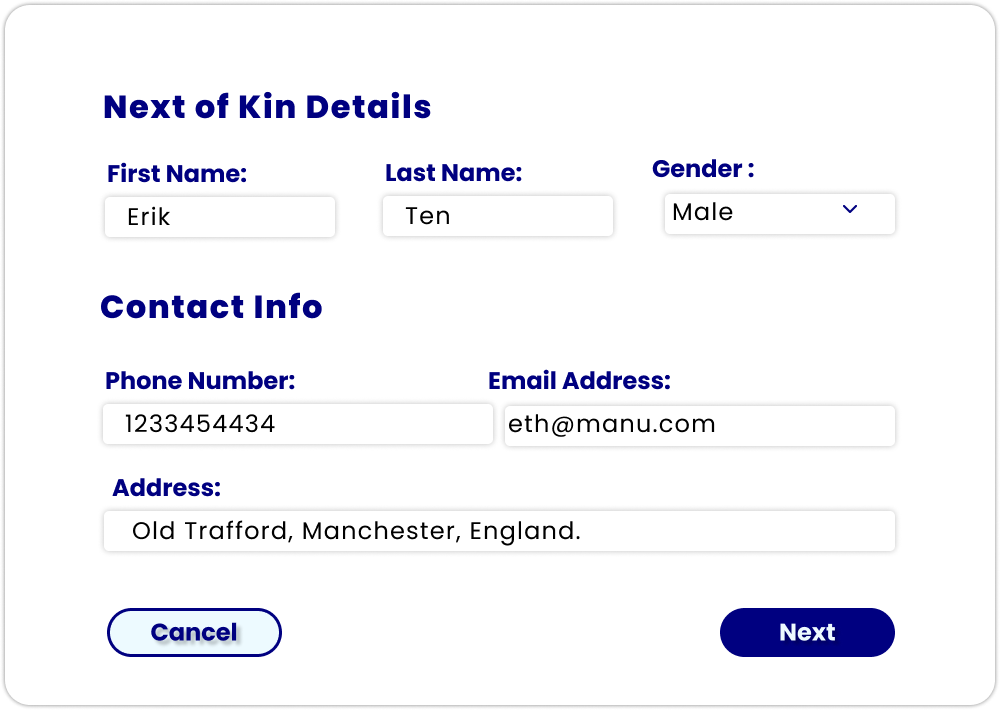 Next of Kin Details
First Name: Last Name: Gender :
Erik Ten Male
Contact Info
Phone Number: Email Address:
1233454434 eth@manu.com
Address:
Old Trafford, Manchester, England.
Cancel Next